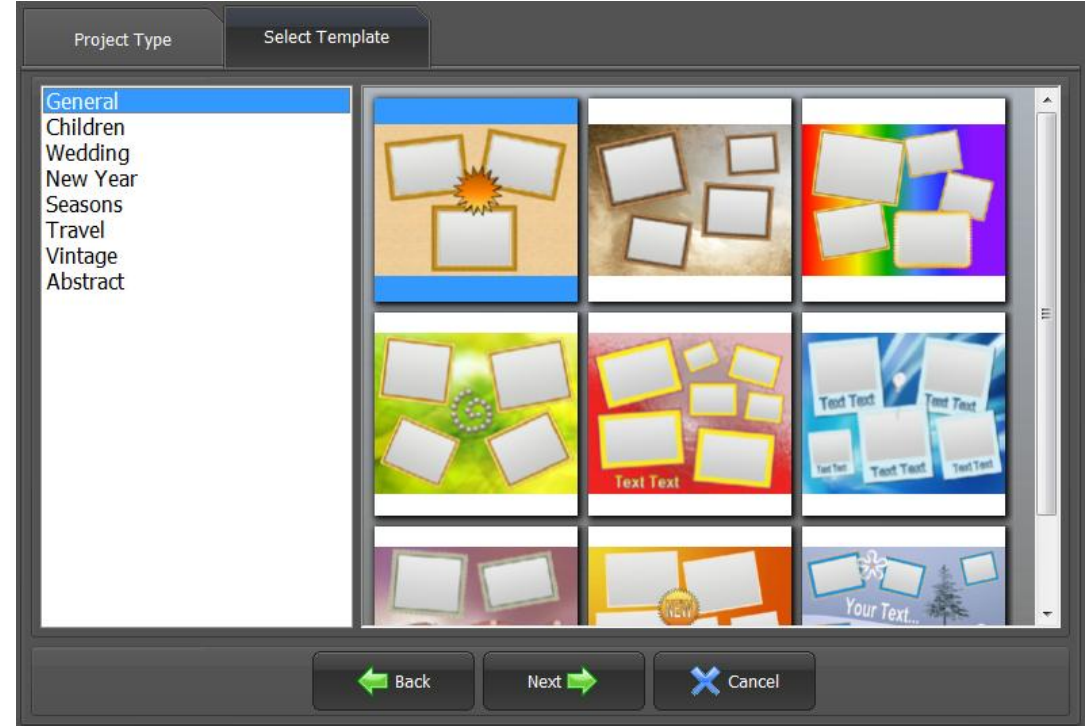 Project Type
Select Template
General
Children
Wedding
New Year
Seasons
Travel
Vintage
Abstract
Text Text
Text Text
Text Text
Text Text
Text Text
Text Text
NEW
Your Text...
Back
Next
Cancel